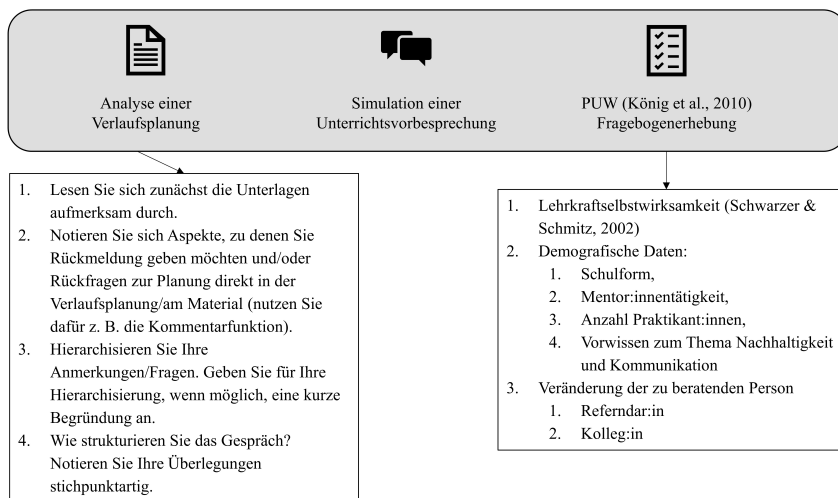 Analyse einer
Verlaufsplanung
Simulation einer
Unterrichtsvorbesprechung
PUW (König et al., 2010)
Fragebogenerhebung
1. Lesen Sie sich zunächst die Unterlagen
aufmerksam durch.
2. Notieren Sie sich Aspekte, zu denen Sie
Rückmeldung geben möchten und/oder
Rückfragen zur Planung direkt in der
Verlaufsplanung/am Material (nutzen Sie
dafür z. B. die Kommentarfunktion).
3. Hierarchisieren Sie Ihre
Anmerkungen/Fragen. Geben Sie für Ihre
Hierarchisierung, wenn möglich, eine kurze
Begründung an.
4. Wie strukturieren Sie das Gespräch?
Notieren Sie Ihre Überlegungen
stichpunktartig.
1. Lehrkraftselbstwirksamkeit (Schwarzer &
Schmitz, 2002)
2. Demografische Daten:
1. Schulform,
2. Mentor:innentätigkeit,
3. Anzahl Praktikant:innen,
4. Vorwissen zum Thema Nachhaltigkeit
und Kommunikation
3. Veränderung der zu beratenden Person
1. Referndar:in
2. Kolleg:in